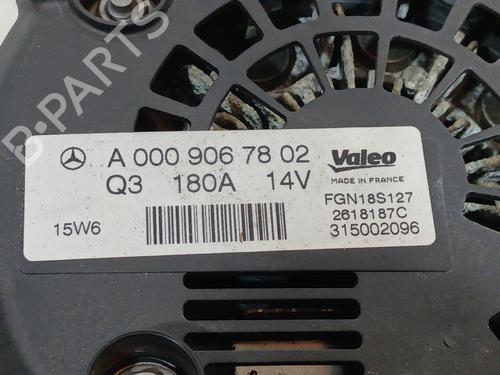 B-PARTS
A 000 906 78 02
Q3 180A 14V
15W6
Valeo
MADE IN FRANCE
FGN18S127
2618187C
315002096